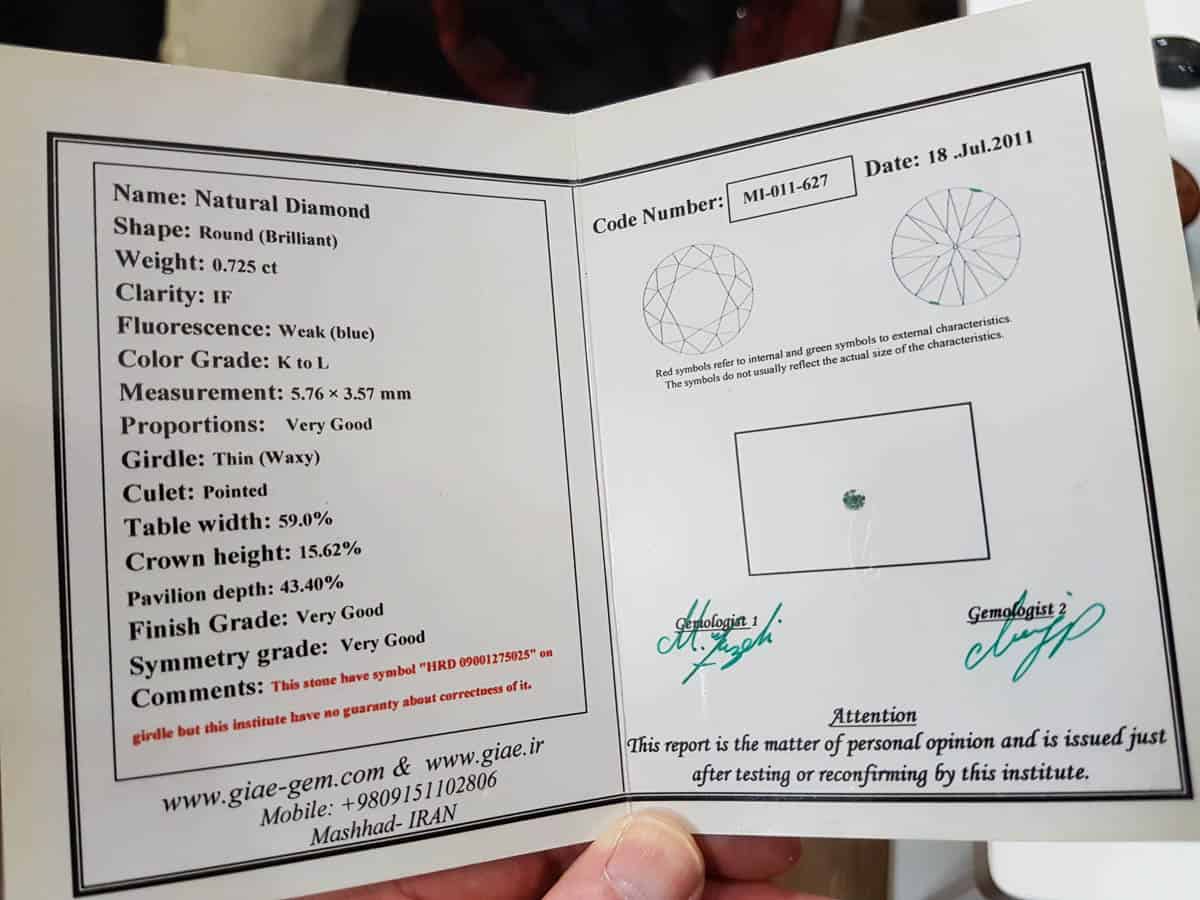 Name: Natural Diamond
Shape: Round (Brilliant)
Weight: 0.725 ct
Clarity: IF
Fluorescence: Weak (blue)
Color Grade: K to L
Measurement: 5.76 × 3.57 mm
Proportions: Very Good
Girdle: Thin (Waxy)
Culet: Pointed
Table width: 59.0%
Crown height: 15.62%
Pavilion depth: 43.40%
Finish Grade: Very Good
Symmetry grade: Very Good
Comments: This stone have symbol "HRD 09001275025" on
girdle but this institute have no guaranty about correctness of it.
www.giae-gem.com & www.giae.ir
Mobile: +9809151102806
Mashhad- IRAN
Code Number: MI-011-627 Date: 18 .Jul.2011
Red symbols refer to internal and green symbols to external characteristics.
The symbols do not usually reflect the actual size of the characteristics.
Gemologist 1
Gemologist 2
Attention
This report is the matter of personal opinion and is issued just
after testing or reconfirming by this institute.